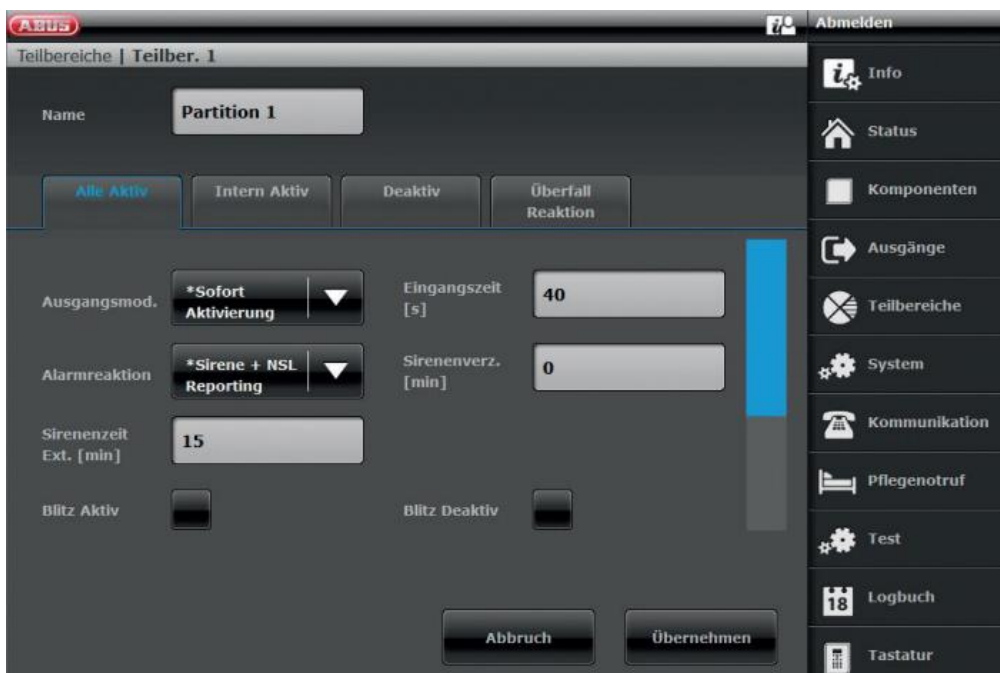 ABUS
Abmelden
Teilbereiche | Teilber. 1
Name
Partition 1
Alle Aktiv
Intern Aktiv
Deaktiv
Überfall
Reaktion
Ausgangsmod.
*Sofort
Aktivierung
Eingangszeit
[s]
40
Alarmreaktion
*Sirene + NSL
Reporting
Sirenenverz.
[min]
0
Sirenenzeit
Ext. [min]
15
Blitz Aktiv
Blitz Deaktiv
Abbruch
Übernehmen
Info
Status
Komponenten
Ausgänge
Teilbereiche
System
Kommunikation
Pflegenotruf
Test
18
Logbuch
Tastatur